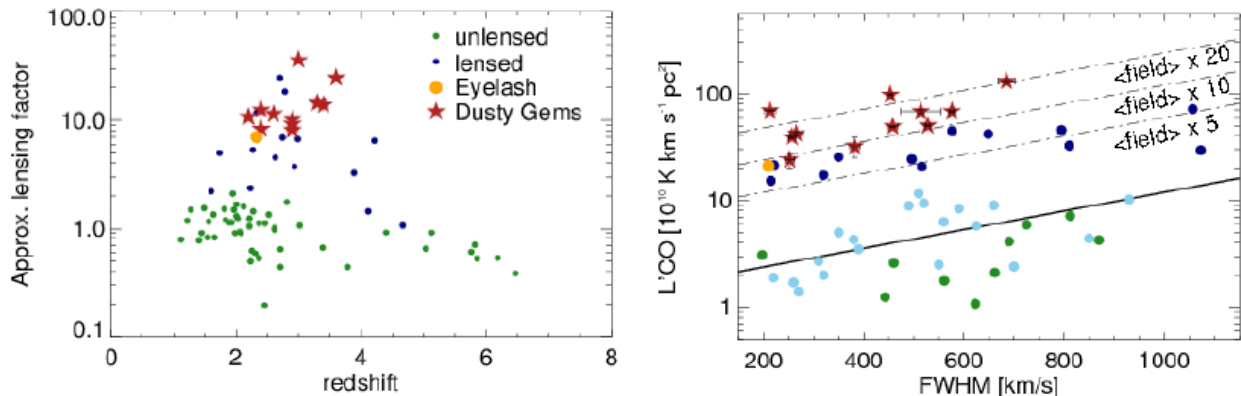 100.0
10.0
1.0
0.1
Approx. lensing factor
0 2 4 6 8
redshift
unlensed
lensed
Eyelash
Dusty Gems
100
10
1
L'CO [10¹⁰ K km s⁻¹ pc²]
200 400 600 800 1000
FWHM [km/s]
<field> x 20
<field> x 10
<field> x 5